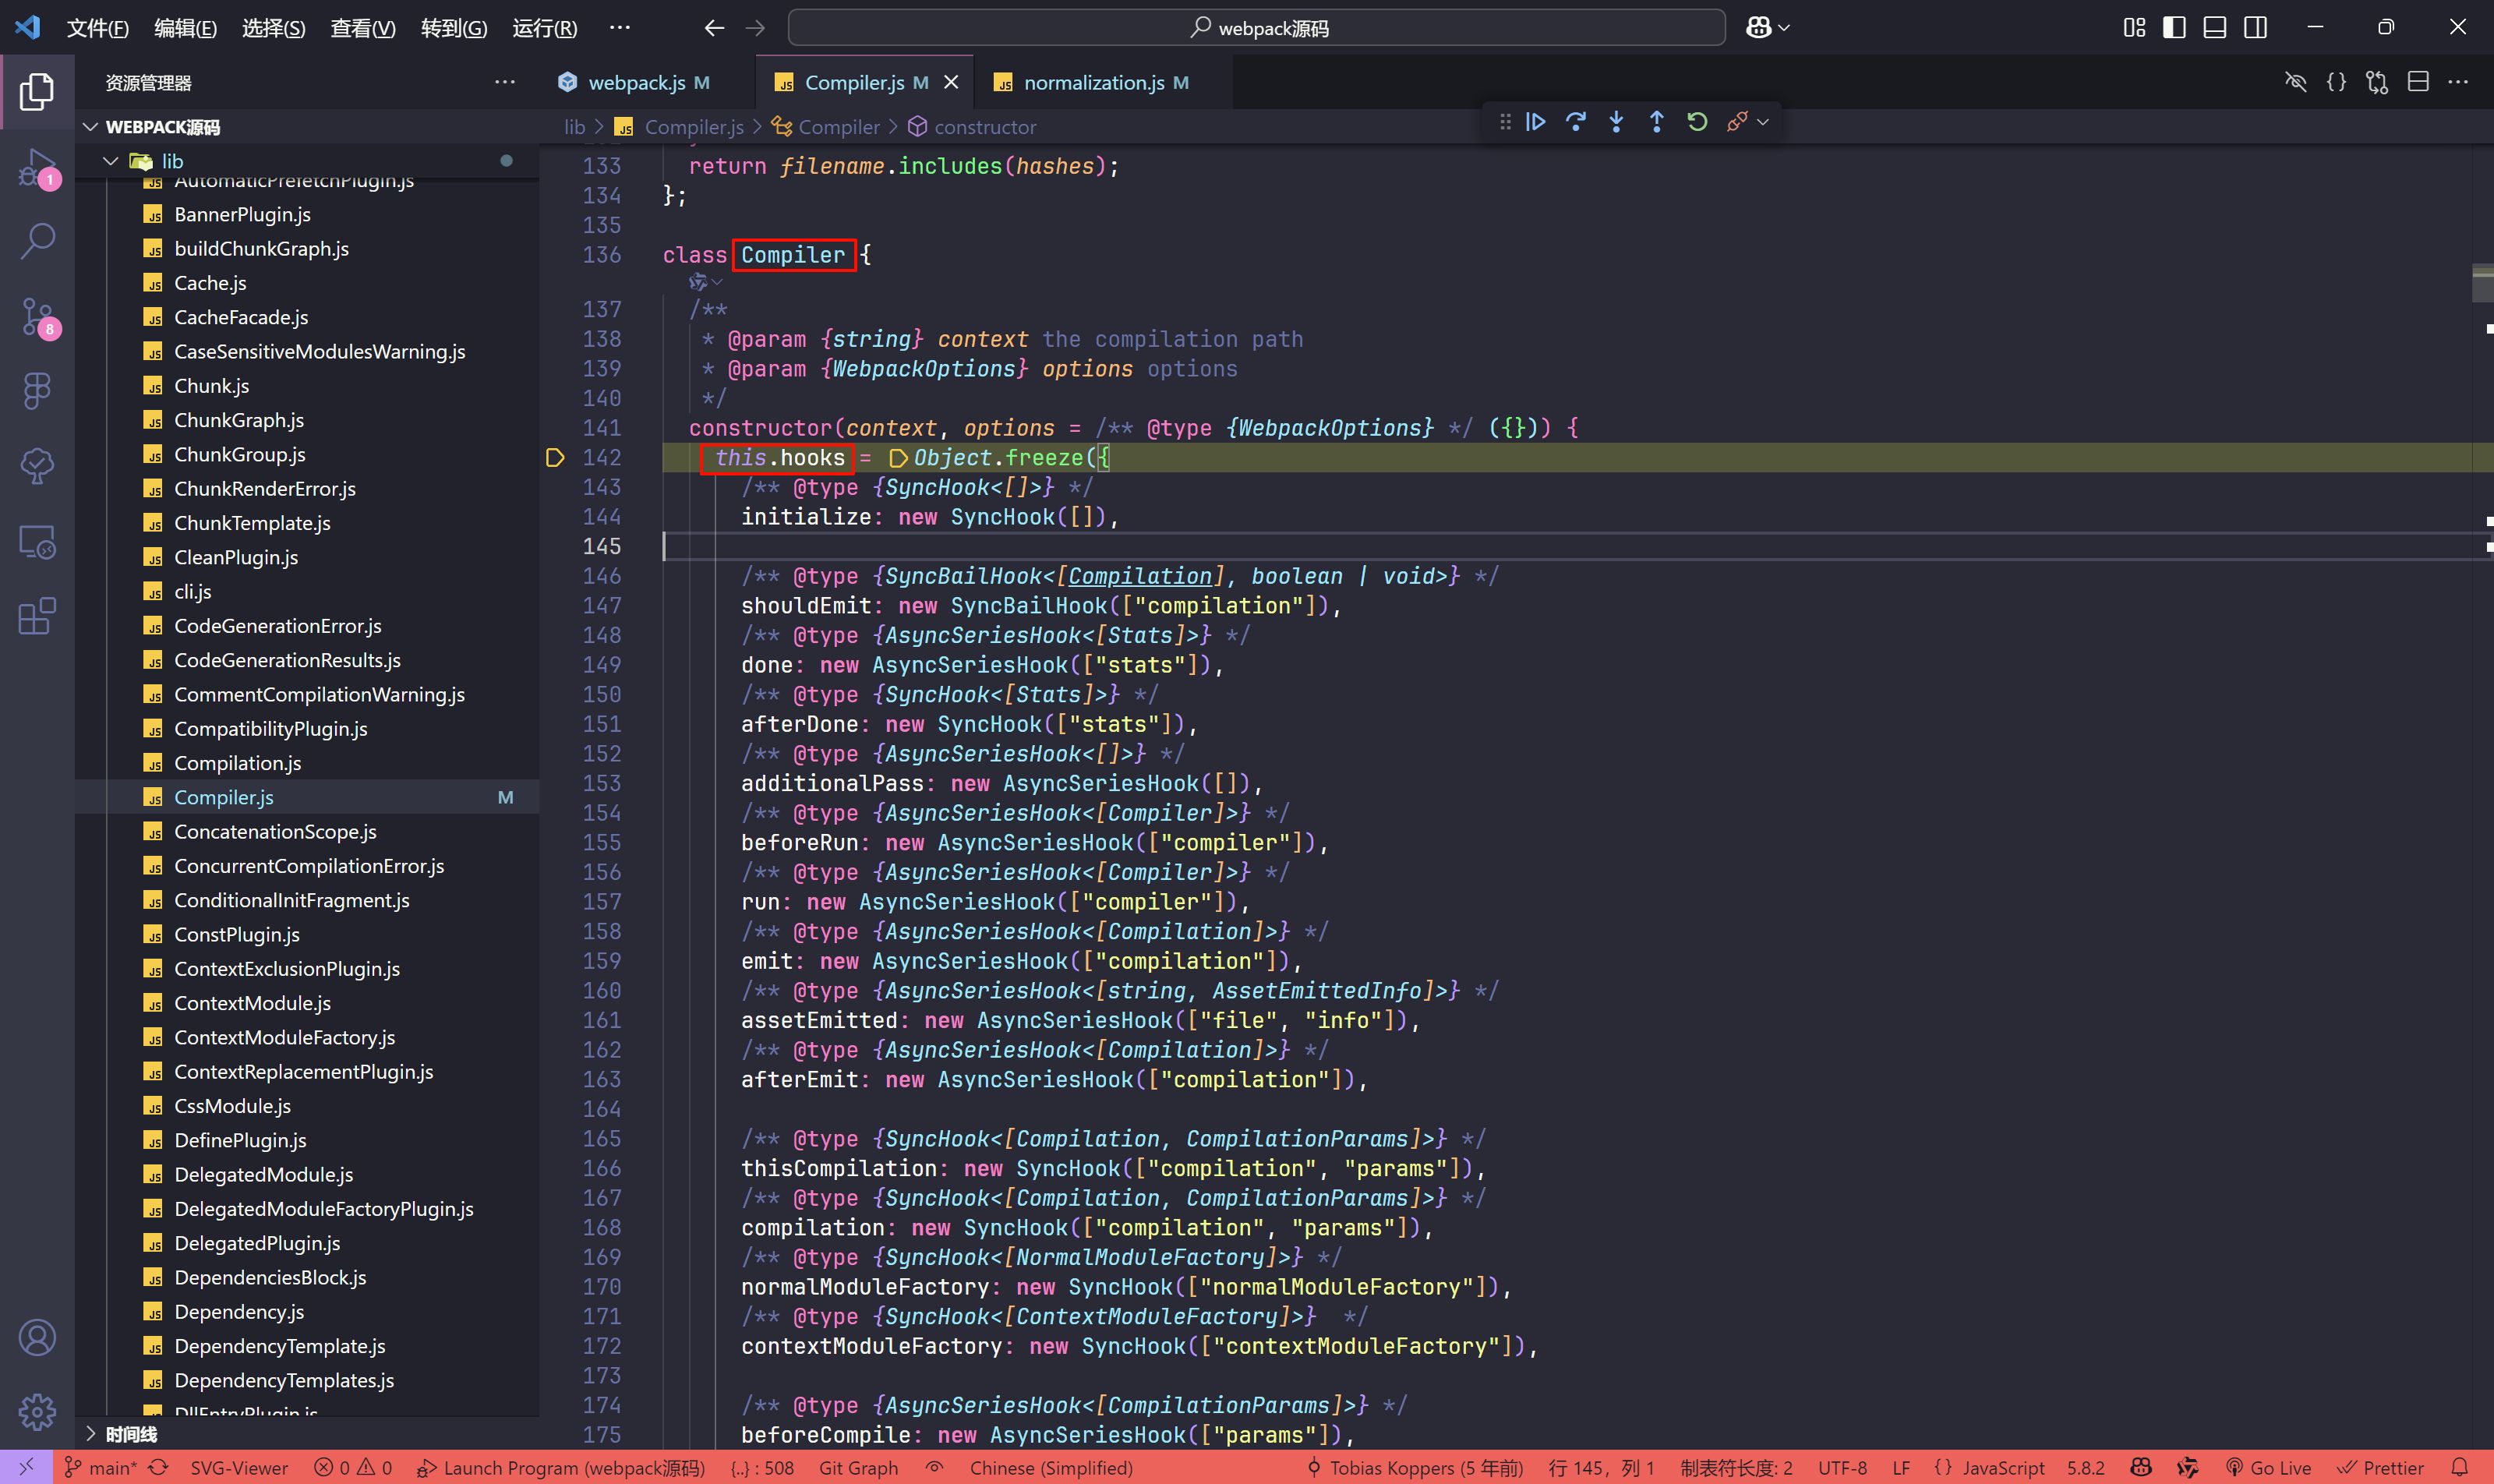 文件(F) 编辑(E) 选择(S) 查看(V) 转到(G) 运行(R) ··· webpack源码
资源管理器 ···
webpack.js M Compiler.js M normalization.js M
WEBPACK源码
lib > Compiler.js > Compiler > constructor
lib
AutomaticPrefetchPlugin.js
BannerPlugin.js
buildChunkGraph.js
Cache.js
CacheFacade.js
CaseSensitiveModulesWarning.js
Chunk.js
ChunkGraph.js
ChunkGroup.js
ChunkRenderError.js
ChunkTemplate.js
CleanPlugin.js
cli.js
CodeGenerationError.js
CodeGenerationResults.js
CommentCompilationWarning.js
CompatibilityPlugin.js
Compilation.js
Compiler.js M
ConcatenationScope.js
ConcurrentCompilationError.js
ConditionalInitFragment.js
ConstPlugin.js
ContextExclusionPlugin.js
ContextModule.js
ContextModuleFactory.js
ContextReplacementPlugin.js
CssModule.js
DefinePlugin.js
DelegatedModule.js
DelegatedModuleFactoryPlugin.js
DelegatedPlugin.js
DependenciesBlock.js
Dependency.js
DependencyTemplate.js
DependencyTemplates.js
DllEntryPlugin.js
时间线
1
8
133 return filename.includes(hashes);
134 };
135
136 class Compiler {
137 /**
138 * @param {string} context the compilation path
139 * @param {WebpackOptions} options options
140 */
141 constructor(context, options = /** @type {WebpackOptions} */ ({})) {
142 this.hooks = Object.freeze({
143 /** @type {SyncHook<[]>} */
144 initialize: new SyncHook([]),
145
146 /** @type {SyncBailHook<[Compilation], boolean | void>} */
147 shouldEmit: new SyncBailHook(["compilation"]),
148 /** @type {AsyncSeriesHook<[Stats]>} */
149 done: new AsyncSeriesHook(["stats"]),
150 /** @type {SyncHook<[Stats]>} */
151 afterDone: new SyncHook(["stats"]),
152 /** @type {AsyncSeriesHook<[]>} */
153 additionalPass: new AsyncSeriesHook([]),
154 /** @type {AsyncSeriesHook<[Compiler]>} */
155 beforeRun: new AsyncSeriesHook(["compiler"]),
156 /** @type {AsyncSeriesHook<[Compiler]>} */
157 run: new AsyncSeriesHook(["compiler"]),
158 /** @type {AsyncSeriesHook<[Compilation]>} */
159 emit: new AsyncSeriesHook(["compilation"]),
160 /** @type {AsyncSeriesHook<[string, AssetEmittedInfo]>} */
161 assetEmitted: new AsyncSeriesHook(["file", "info"]),
162 /** @type {AsyncSeriesHook<[Compilation]>} */
163 afterEmit: new AsyncSeriesHook(["compilation"]),
164
165 /** @type {SyncHook<[Compilation, CompilationParams]>} */
166 thisCompilation: new SyncHook(["compilation", "params"]),
167 /** @type {SyncHook<[Compilation, CompilationParams]>} */
168 compilation: new SyncHook(["compilation", "params"]),
169 /** @type {SyncHook<[NormalModuleFactory]>} */
170 normalModuleFactory: new SyncHook(["normalModuleFactory"]),
171 /** @type {SyncHook<[ContextModuleFactory]>}  */
172 contextModuleFactory: new SyncHook(["contextModuleFactory"]),
173
174 /** @type {AsyncSeriesHook<[CompilationParams]>} */
175 beforeCompile: new AsyncSeriesHook(["params"]),
main* SVG-Viewer 0 0 Launch Program (webpack源码) {..} : 508 Git Graph Chinese (Simplified) Tobias Koppers (5 年前) 行 145，列 1 制表符长度: 2 UTF-8 LF {} JavaScript 5.8.2 Go Live Prettier